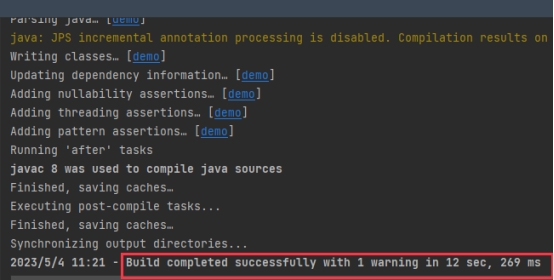 Parsing java… [demo]
java: JPS incremental annotation processing is disabled. Compilation results on
Writing classes… [demo]
Updating dependency information… [demo]
Adding nullability assertions… [demo]
Adding threading assertions… [demo]
Adding pattern assertions… [demo]
Running 'after' tasks
javac 8 was used to compile java sources
Finished, saving caches…
Executing post-compile tasks...
Finished, saving caches…
Synchronizing output directories...
2023/5/4 11:21 - Build completed successfully with 1 warning in 12 sec, 269 ms